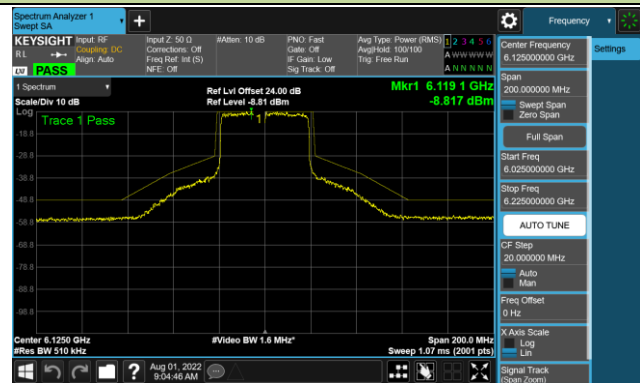 Spectrum Analyzer 1
Swept SA
Frequency
KEYSIGHT
RL
LW
PASS
Input: RF
Coupling: DC
Align: Auto
Input Z: 50 Ω
Corrections: Off
Freq Ref: Int (S)
NFE: Off
#Atten: 10 dB
PNO: Fast
Gate: Off
IF Gain: Low
Sig Track: Off
Avg Type: Power (RMS)
Avg|Hold: 100/100
Trig: Free Run
1 2 3 4 5 6
A W W W W W
A N N N N N
1 Spectrum
Scale/Div 10 dB
Ref Lvl Offset 24.00 dB
Ref Level -8.81 dBm
Mkr1 6.119 1 GHz
-8.817 dBm
Log
Trace 1 Pass
1
-18.8
-28.8
-38.8
-48.8
-58.8
-68.8
-78.8
-88.8
-98.8
Center 6.1250 GHz
#Res BW 510 kHz
#Video BW 1.6 MHz*
Span 200.0 MHz
Sweep 1.07 ms (2001 pts)
Aug 01, 2022
9:04:46 AM
Center Frequency
6.125000000 GHz
Settings
Span
200.000000 MHz
Swept Span
Zero Span
Full Span
Start Freq
6.025000000 GHz
Stop Freq
6.225000000 GHz
AUTO TUNE
CF Step
20.000000 MHz
Auto
Man
Freq Offset
0 Hz
X Axis Scale
Log
Lin
Signal Track
(Span Zoom)